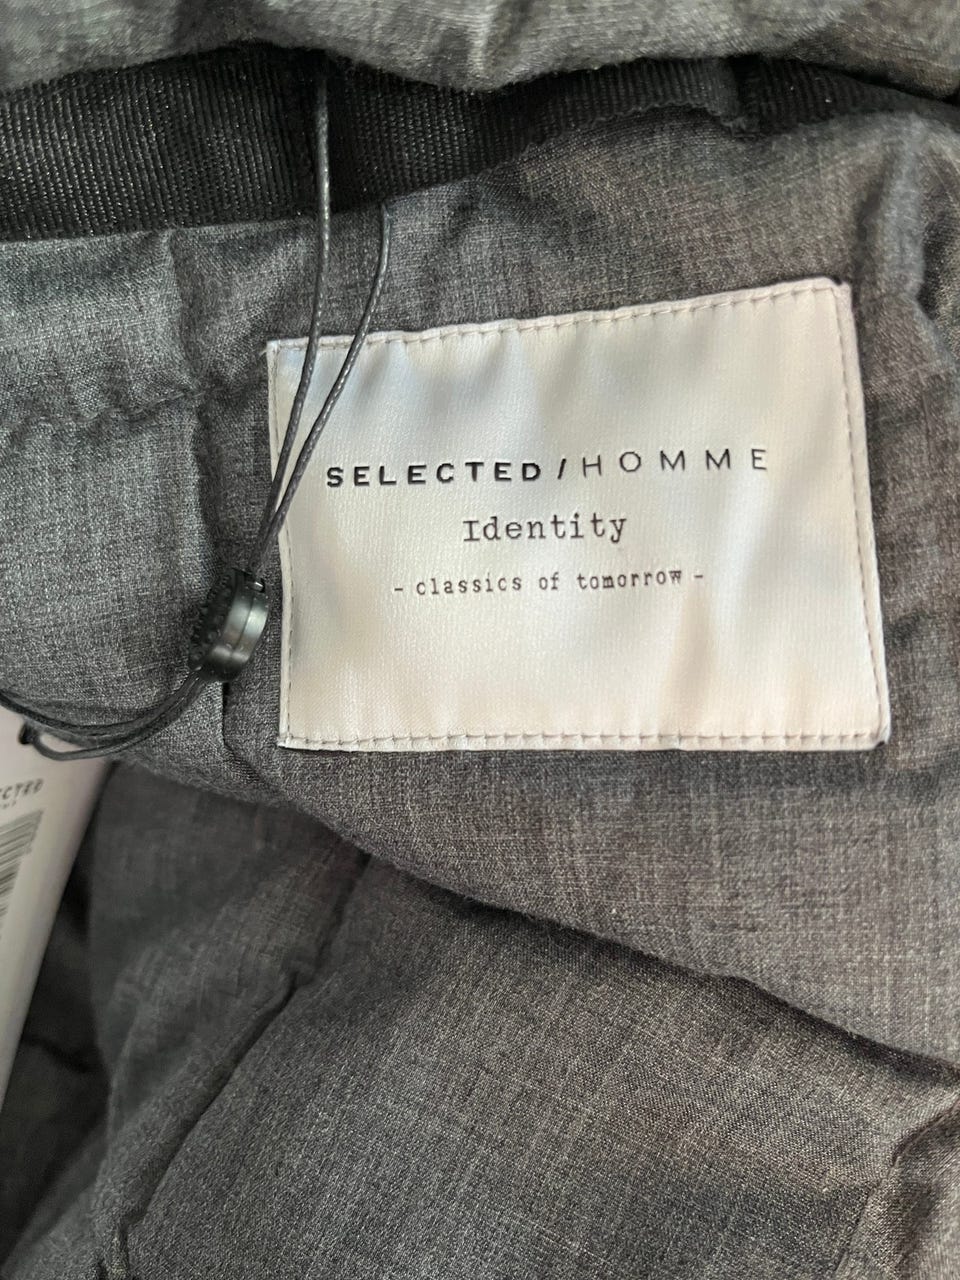 SELECTED/HOMME
Identity
- classics of tomorrow -